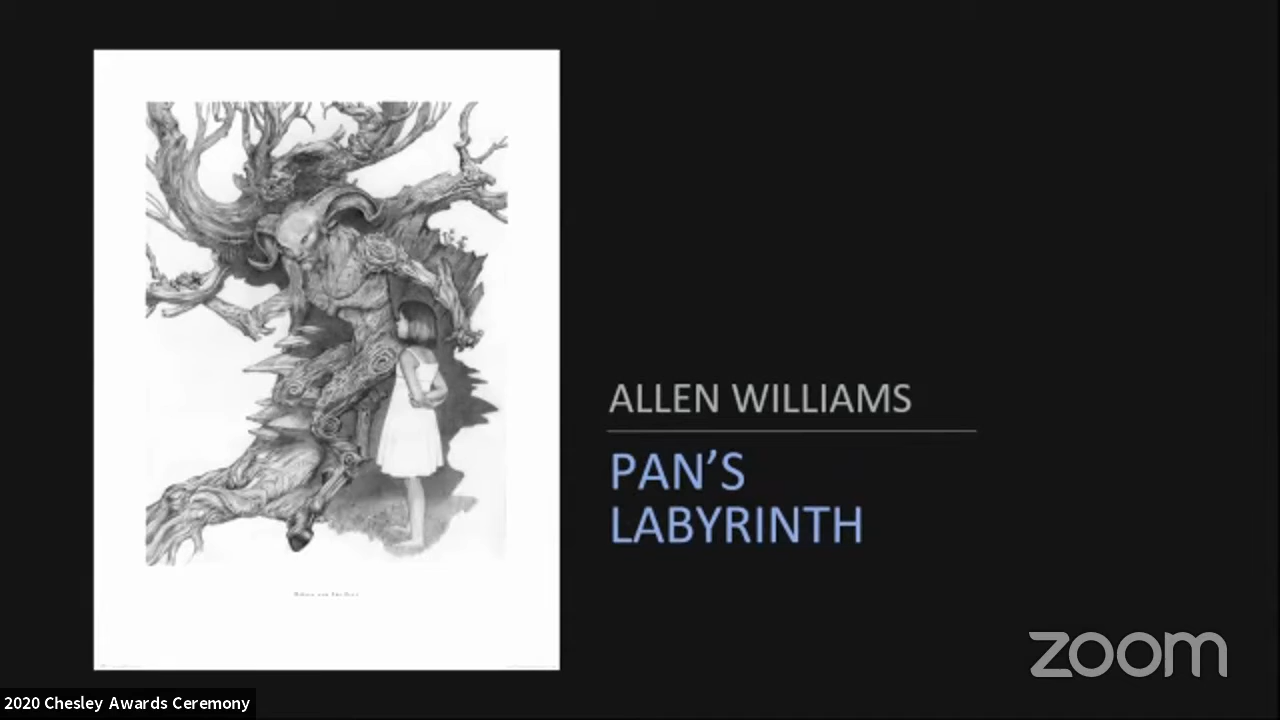 ALLEN WILLIAMS
PAN'S
LABYRINTH
zoom
2020 Chesley Awards Ceremony